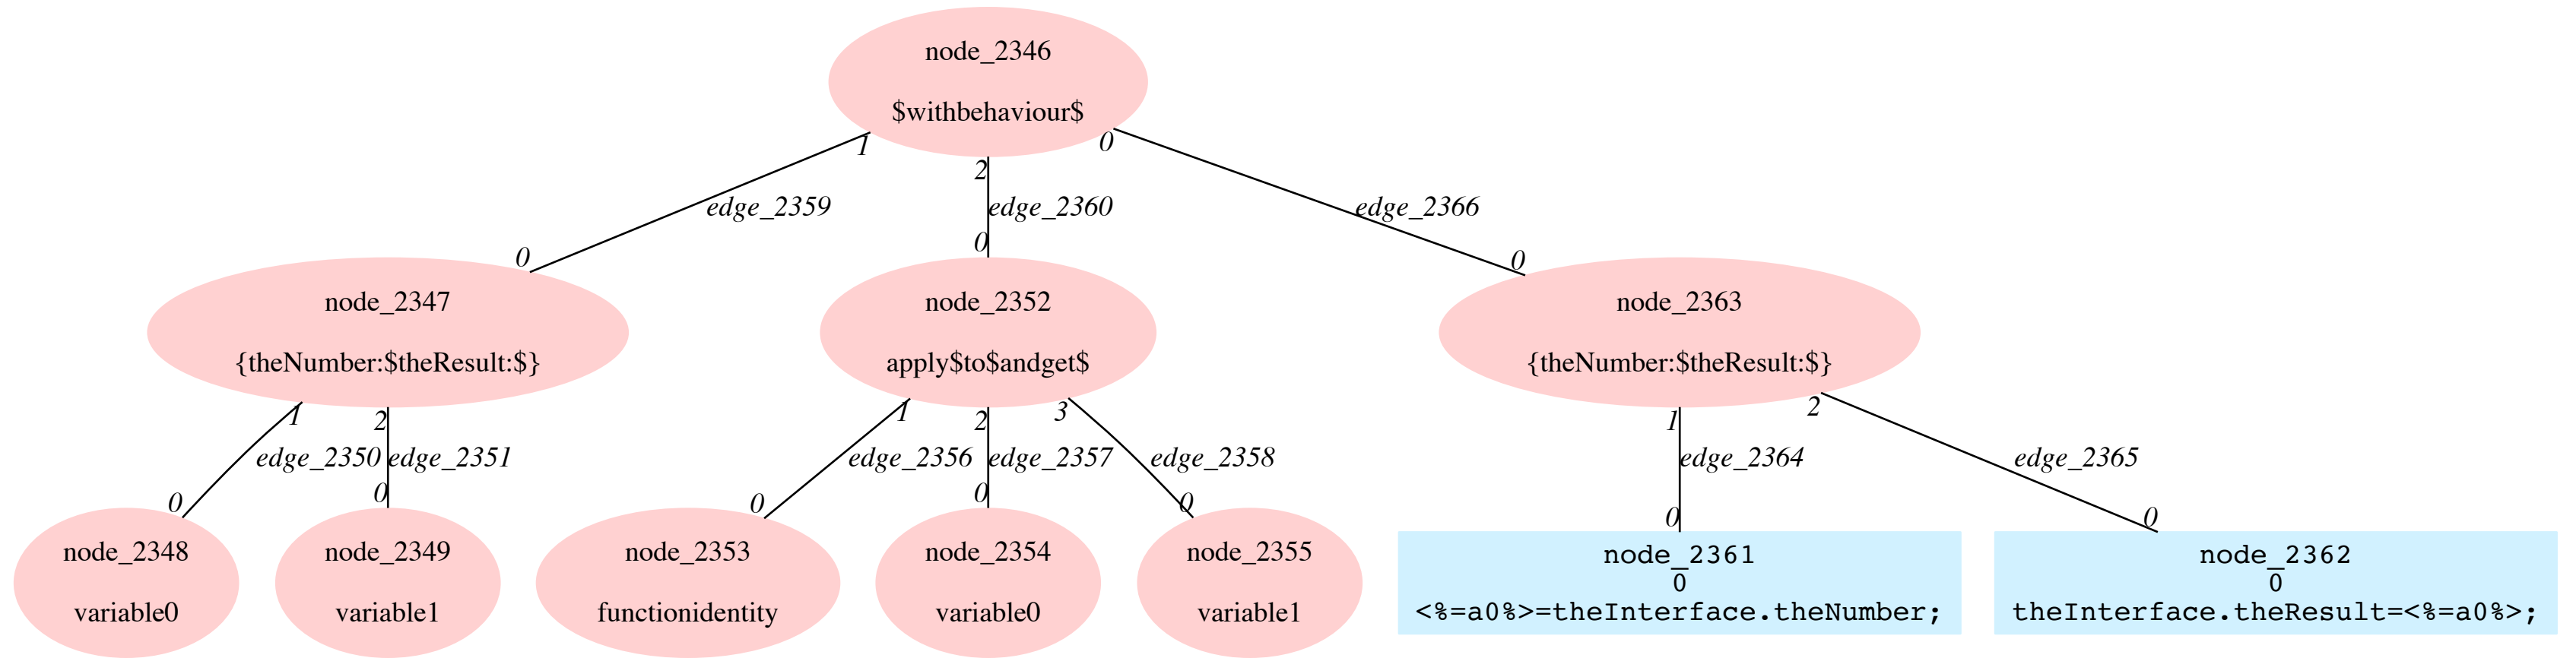 node_2346
$withbehaviour$
1
2
0
edge_2359
edge_2360
edge_2366
0
0
0
node_2347
{theNumber:$theResult:$}
node_2352
apply$to$andget$
node_2363
{theNumber:$theResult:$}
1
2
1
2
3
1
2
edge_2350
edge_2351
edge_2356
edge_2357
edge_2358
edge_2364
edge_2365
0
0
0
0
0
0
0
node_2348
variable0
node_2349
variable1
node_2353
functionidentity
node_2354
variable0
node_2355
variable1
node_2361
0
<%=a0%>=theInterface.theNumber;
node_2362
0
theInterface.theResult=<%=a0%>;